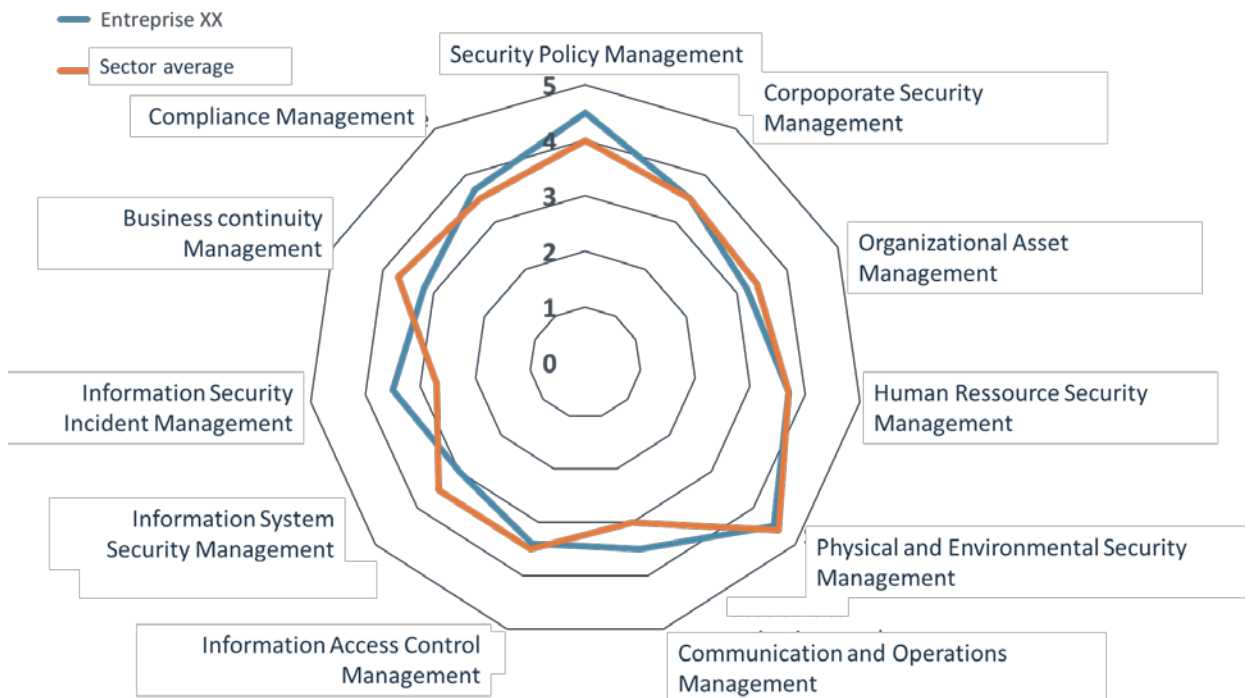 Entreprise XX
Sector average
Security Policy Management
Compliance Management
Corpoporate Security
Management
5
4
3
2
1
0
Business continuity
Management
Organizational Asset
Management
Information Security
Incident Management
Human Ressource Security
Management
Information System
Security Management
Physical and Environmental Security
Management
Information Access Control
Management
Communication and Operations
Management